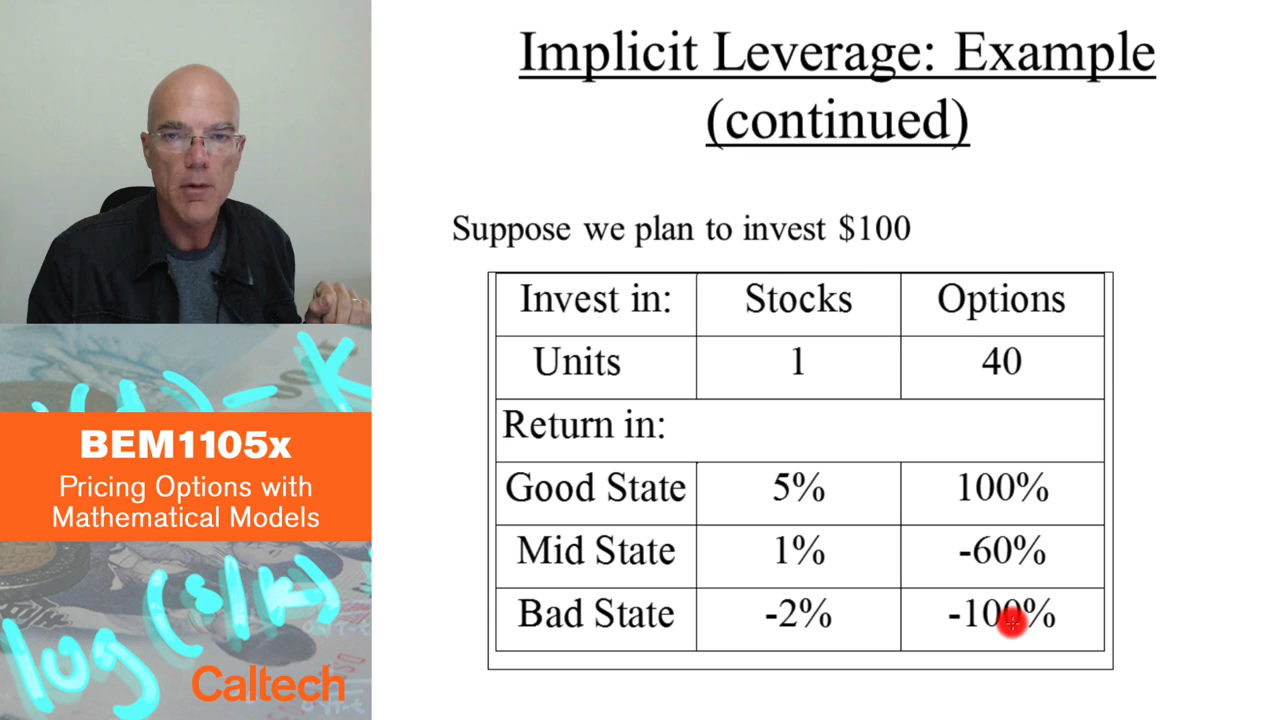 Implicit Leverage: Example
(continued)
Suppose we plan to invest $100
Invest in: Stocks Options
Units 1 40
Return in:
Good State 5% 100%
Mid State 1% -60%
Bad State -2% -100%
BEM1105x
Pricing Options with
Mathematical Models
log(s/k)
Caltech